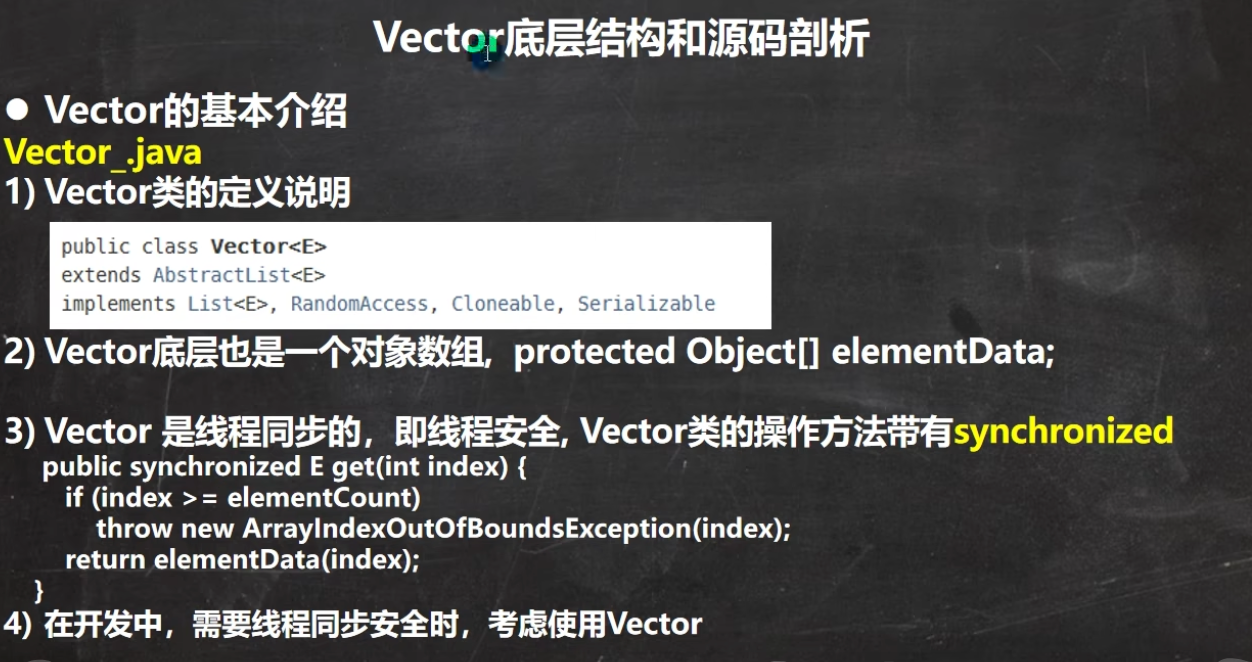 Vector底层结构和源码剖析
● Vector的基本介绍
Vector_.java
1) Vector类的定义说明
public class Vector<E>
extends AbstractList<E>
implements List<E>, RandomAccess, Cloneable, Serializable
2) Vector底层也是一个对象数组, protected Object[] elementData;
3) Vector 是线程同步的，即线程安全, Vector类的操作方法带有synchronized
public synchronized E get(int index) {
if (index >= elementCount)
throw new ArrayIndexOutOfBoundsException(index);
return elementData(index);
}
4) 在开发中，需要线程同步安全时，考虑使用Vector